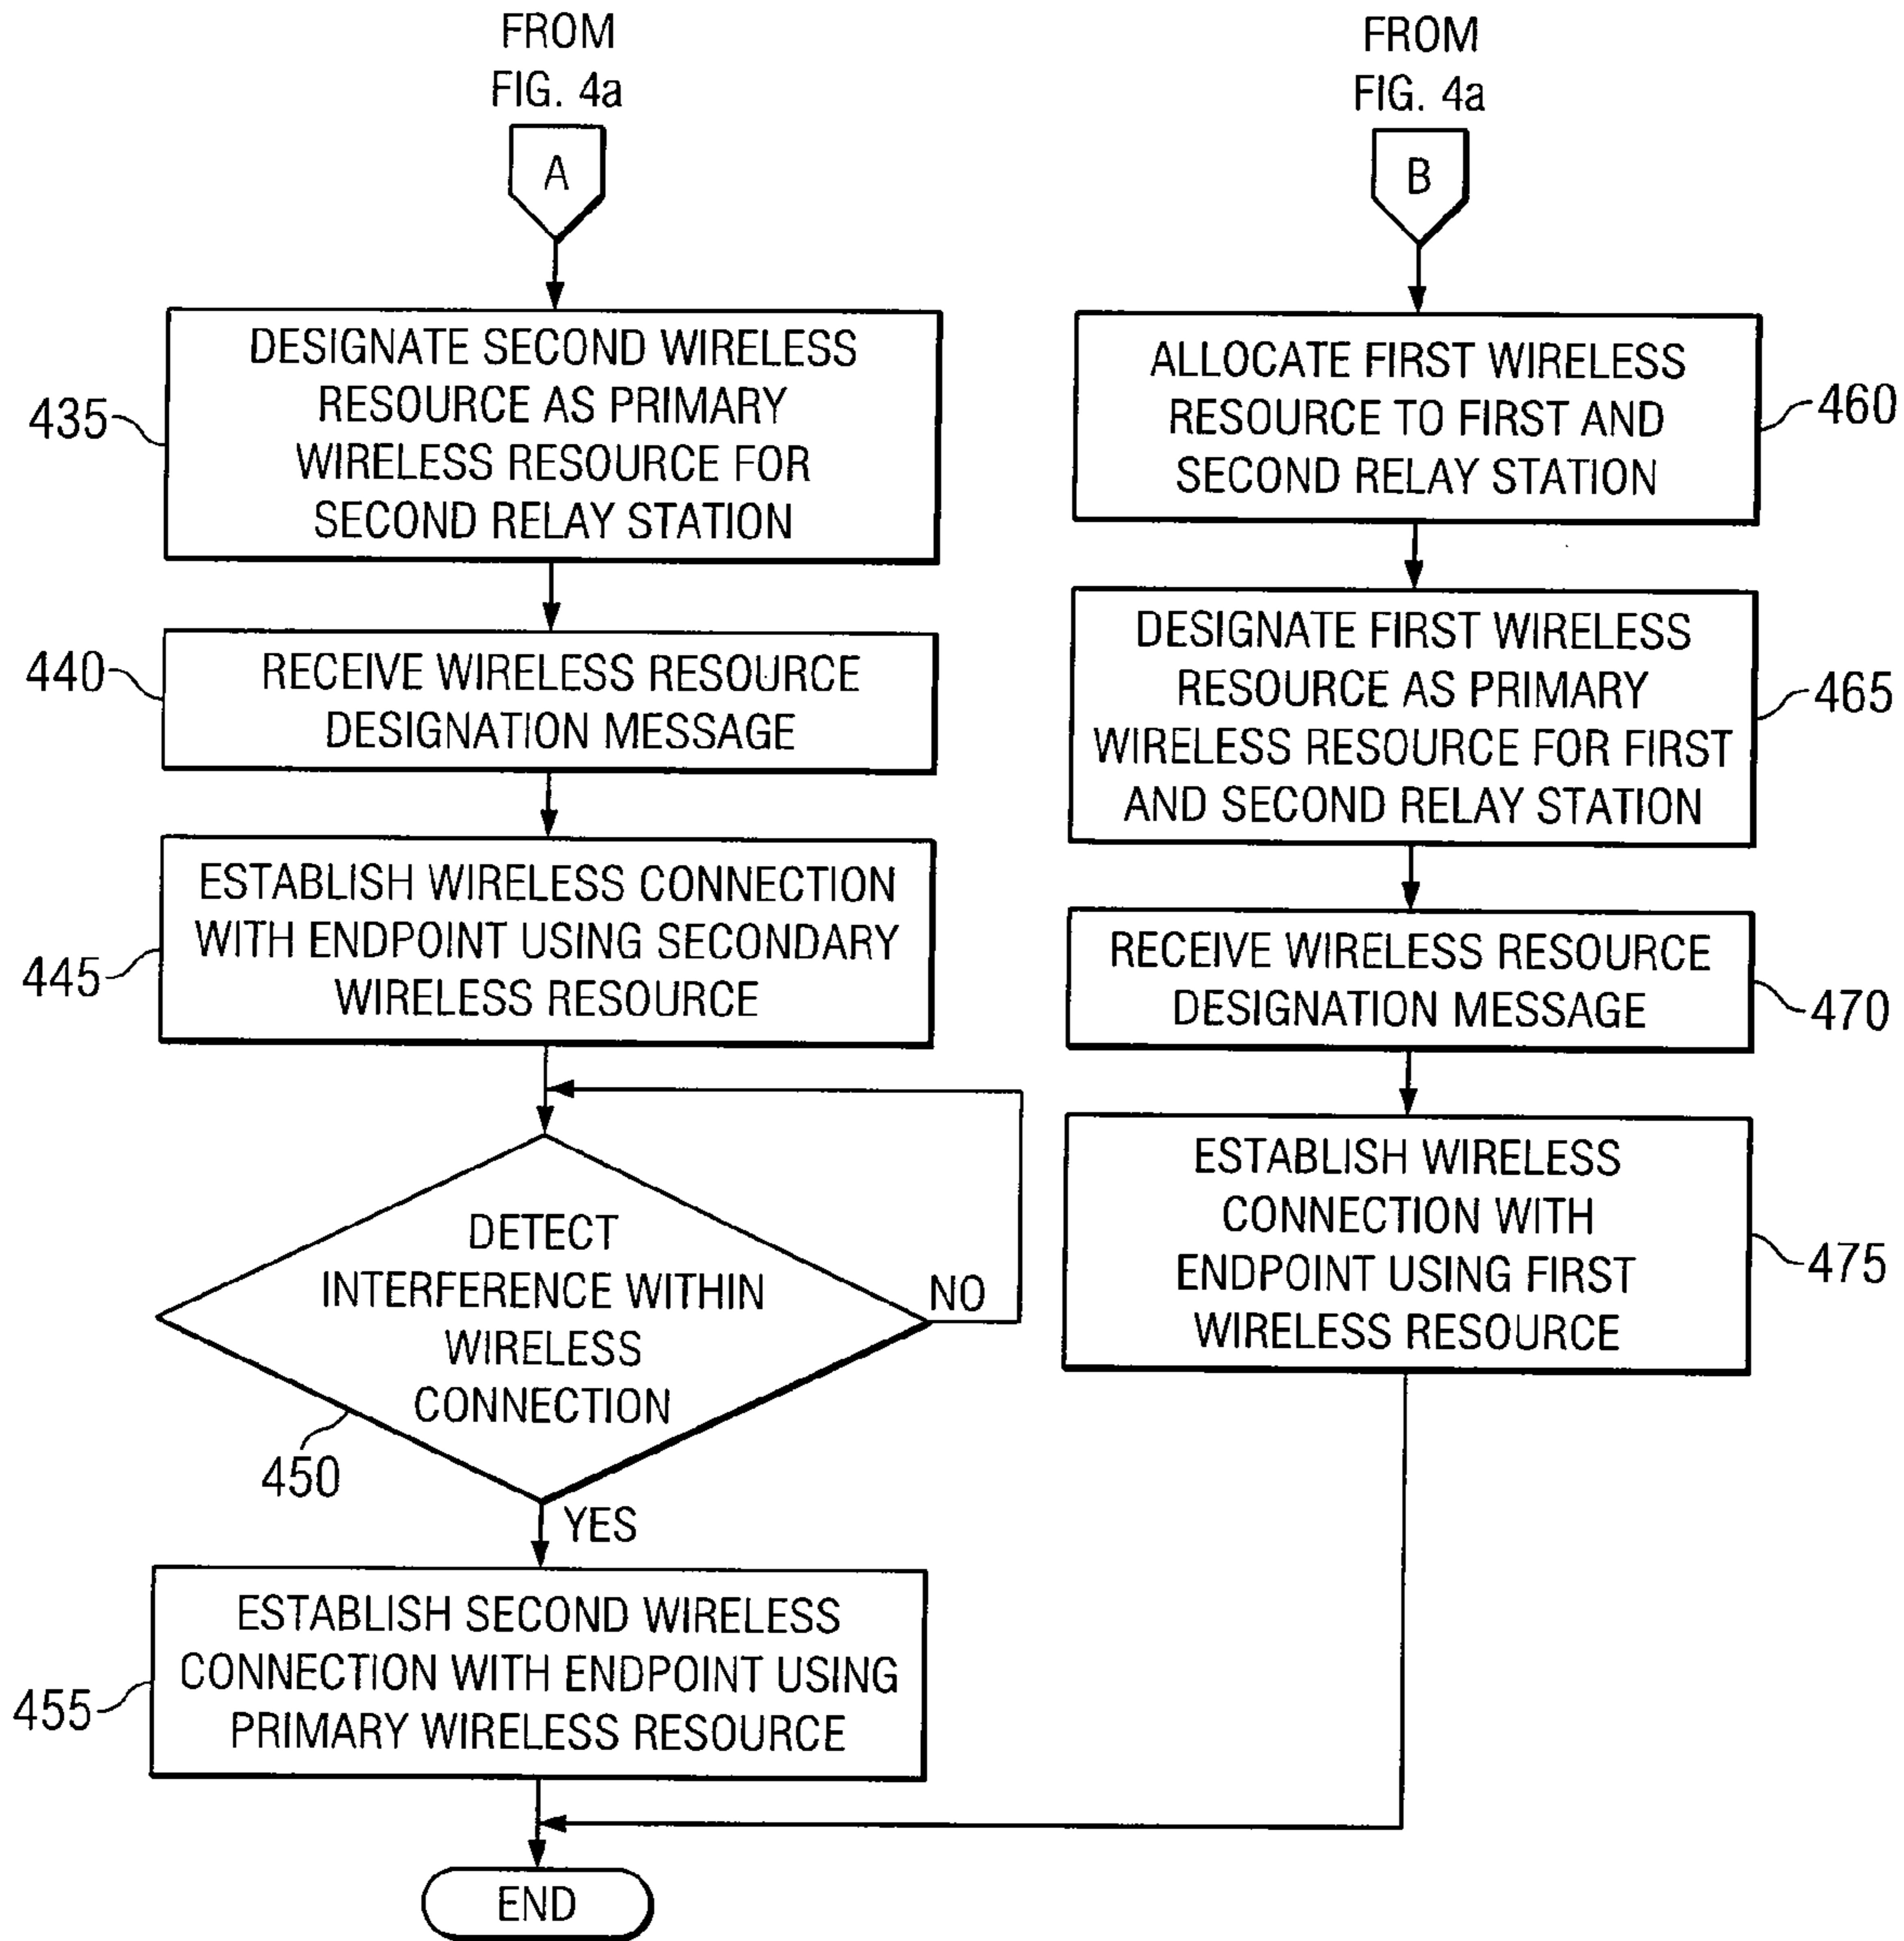 FROM
FIG. 4a
A
DESIGNATE SECOND WIRELESS
RESOURCE AS PRIMARY
WIRELESS RESOURCE FOR
SECOND RELAY STATION
435
RECEIVE WIRELESS RESOURCE
DESIGNATION MESSAGE
440
ESTABLISH WIRELESS CONNECTION
WITH ENDPOINT USING SECONDARY
WIRELESS RESOURCE
445
DETECT
INTERFERENCE WITHIN
WIRELESS
CONNECTION
450
NO
YES
ESTABLISH SECOND WIRELESS
CONNECTION WITH ENDPOINT USING
PRIMARY WIRELESS RESOURCE
455
END
FROM
FIG. 4a
B
ALLOCATE FIRST WIRELESS
RESOURCE TO FIRST AND
SECOND RELAY STATION
460
DESIGNATE FIRST WIRELESS
RESOURCE AS PRIMARY
WIRELESS RESOURCE FOR FIRST
AND SECOND RELAY STATION
465
RECEIVE WIRELESS RESOURCE
DESIGNATION MESSAGE
470
ESTABLISH WIRELESS
CONNECTION WITH
ENDPOINT USING FIRST
WIRELESS RESOURCE
475